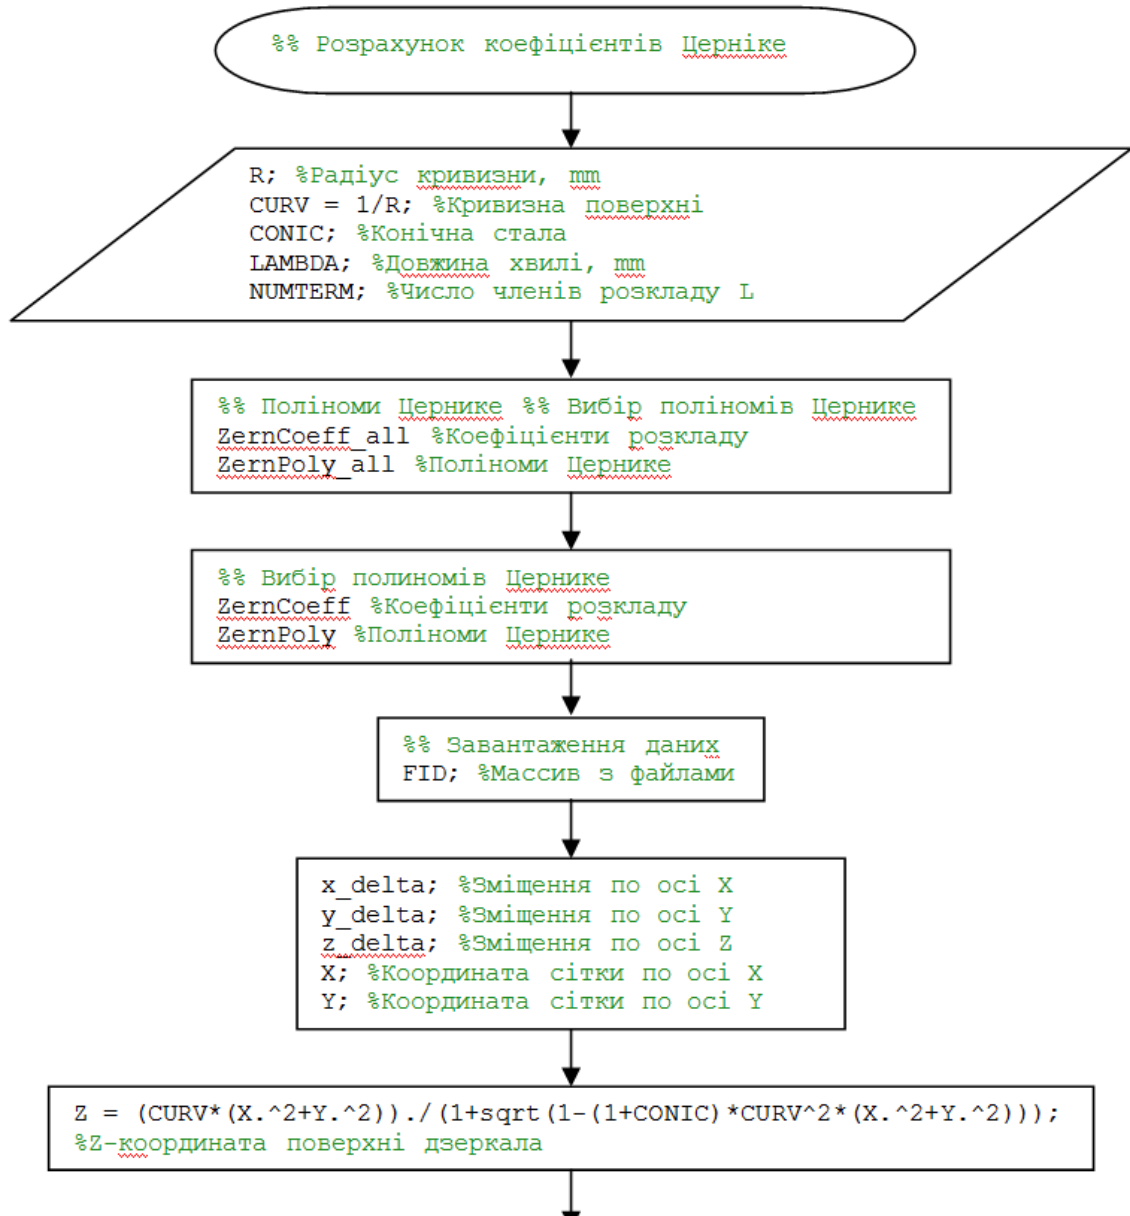 %% Розрахунок коефіцієнтів Церніке
R; %Радіус кривизни, mm
CURV = 1/R; %Кривизна поверхні
CONIC; %Конічна стала
LAMBDA; %Довжина хвилі, mm
NUMTERM; %Число членів розкладу L
%% Поліноми Цернике %% Вибір поліномів Цернике
ZernCoeff_all %Коефіцієнти розкладу
ZernPoly_all %Поліноми Цернике
%% Вибір полиномів Цернике
ZernCoeff %Коефіцієнти розкладу
ZernPoly %Поліноми Цернике
%% Завантаження даних
FID; %Массив з файлами
x_delta; %Зміщення по осі X
y_delta; %Зміщення по осі Y
z_delta; %Зміщення по осі Z
X; %Координата сітки по осі X
Y; %Координата сітки по осі Y
Z = (CURV*(X.^2+Y.^2))./(1+sqrt(1-(1+CONIC)*CURV^2*(X.^2+Y.^2)));
%Z-координата поверхні дзеркала